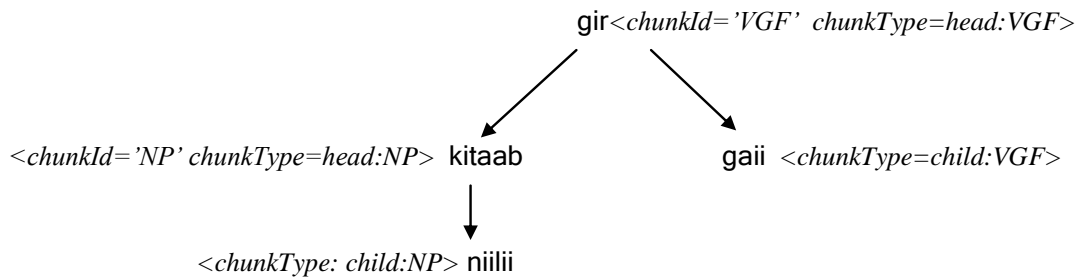 gir<chunkId='VGF' chunkType=head:VGF>
<chunkId='NP' chunkType=head:NP> kitaab gaii <chunkType=child:VGF>
<chunkType: child:NP> niilii